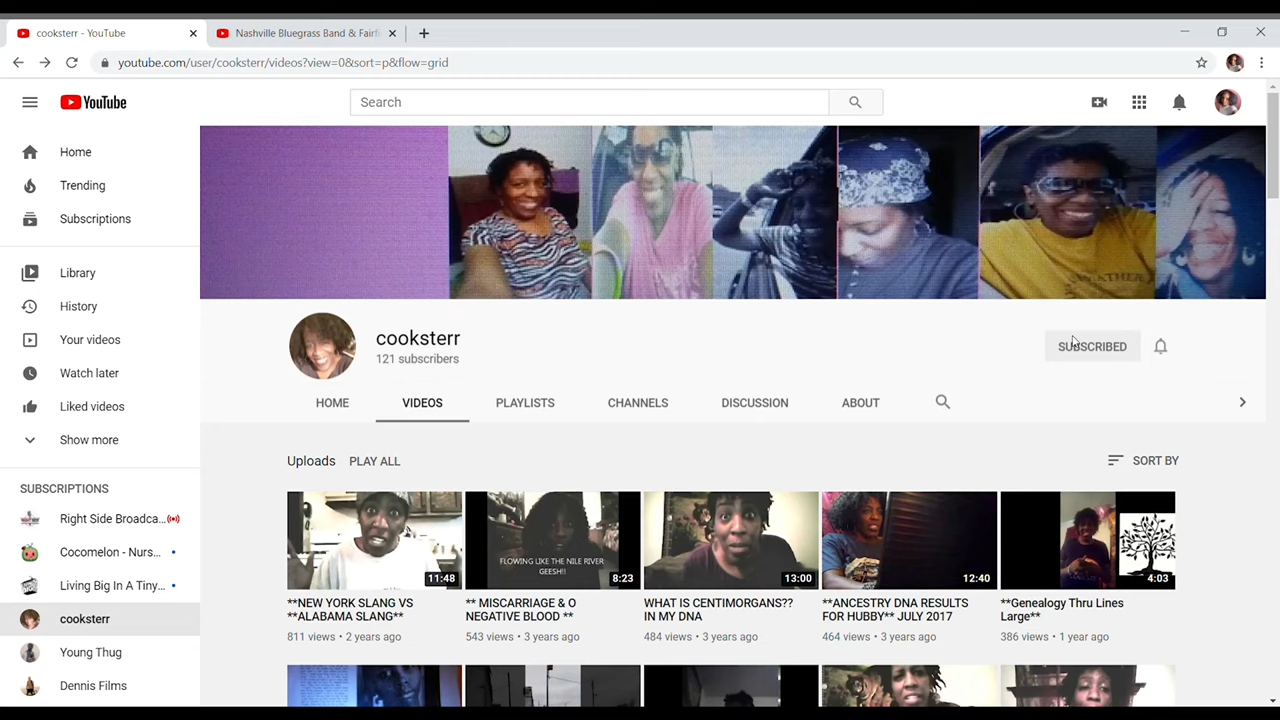 cooksterr - YouTube
Nashville Bluegrass Band & Fairf
youtube.com/user/cooksterr/videos?view=0&sort=p&flow=grid
YouTube
Search
Home
Trending
Subscriptions
Library
History
Your videos
Watch later
Liked videos
Show more
SUBSCRIPTIONS
Right Side Broadca...
Cocomelon - Nurs...
Living Big In A Tiny...
cooksterr
Young Thug
Dennis Films
cooksterr
121 subscribers
SUBSCRIBED
HOME VIDEOS PLAYLISTS CHANNELS DISCUSSION ABOUT
Uploads PLAY ALL
SORT BY
11:48
**NEW YORK SLANG VS
**ALABAMA SLANG**
811 views • 2 years ago
FLOWING LIKE THE NILE RIVER
GEESH!!
8:23
** MISCARRIAGE & O
NEGATIVE BLOOD **
543 views • 3 years ago
13:00
WHAT IS CENTIMORGANS??
IN MY DNA
484 views • 3 years ago
12:40
**ANCESTRY DNA RESULTS
FOR HUBBY** JULY 2017
464 views • 3 years ago
4:03
**Genealogy Thru Lines
Large**
386 views • 1 year ago